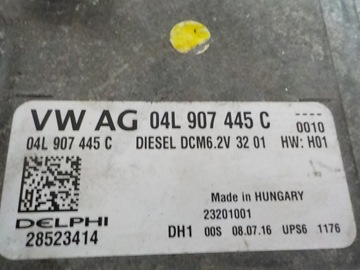 VW AG 04L 907 445 C 0010
04L 907 445 C DIESEL DCM6.2V 32 01 HW: H01
Made in HUNGARY
23201001
DELPHI
28523414 DH1 00S 08.07.16 UPS6 1176